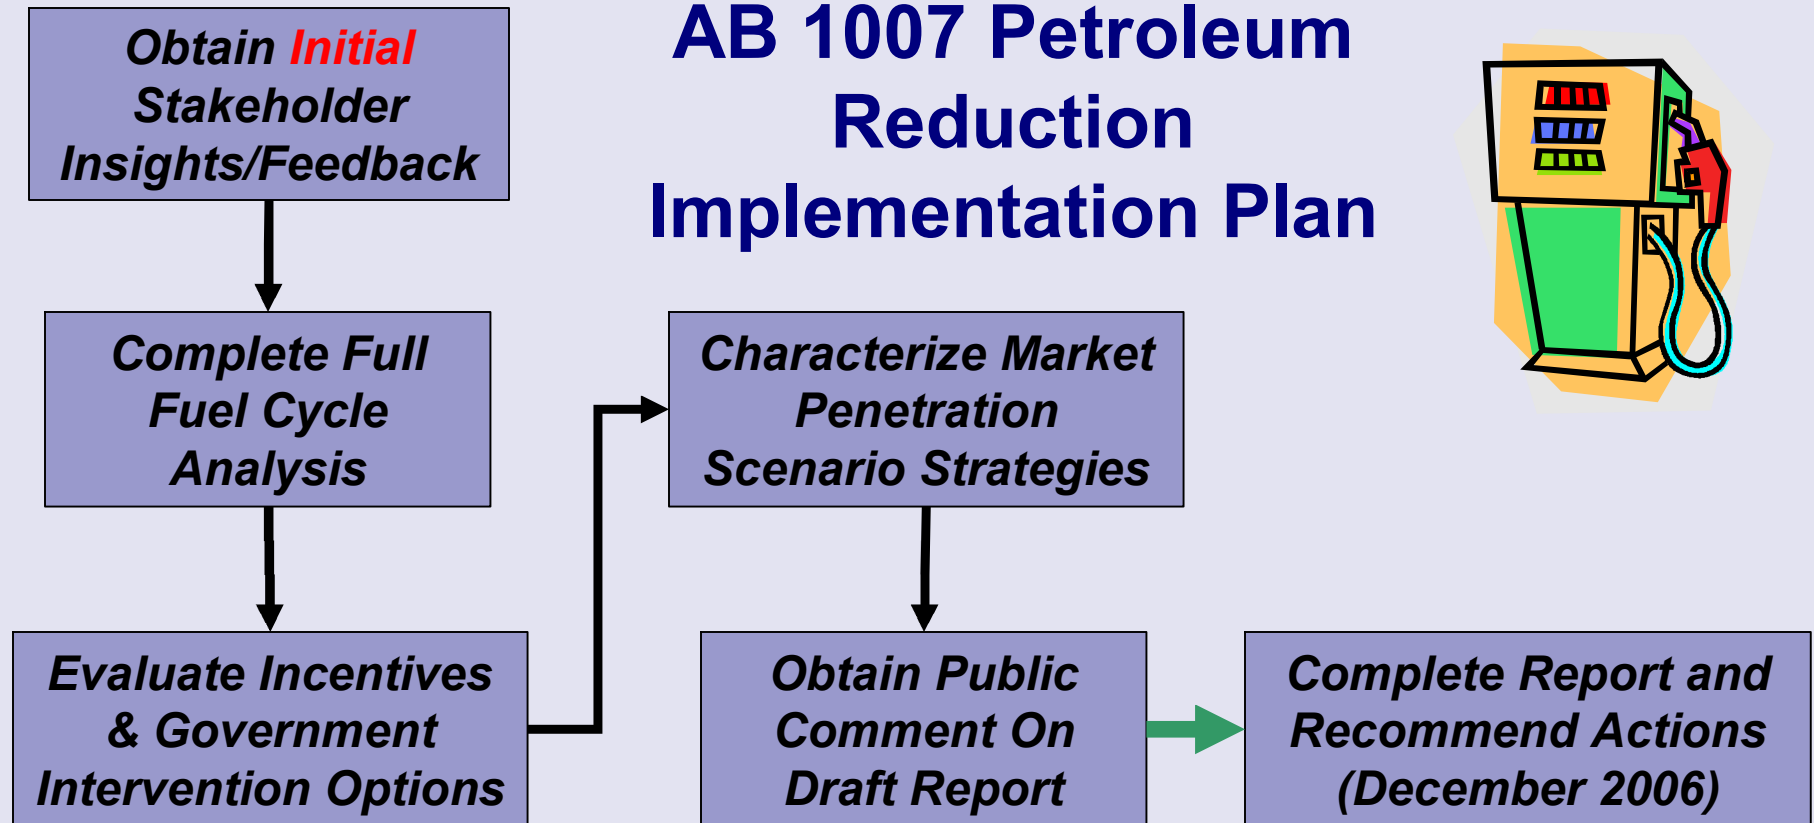 AB 1007 Petroleum
Reduction
Implementation Plan
Obtain Initial
Stakeholder
Insights/Feedback
Complete Full
Fuel Cycle
Analysis
Evaluate Incentives
& Government
Intervention Options
Characterize Market
Penetration
Scenario Strategies
Obtain Public
Comment On
Draft Report
Complete Report and
Recommend Actions
(December 2006)